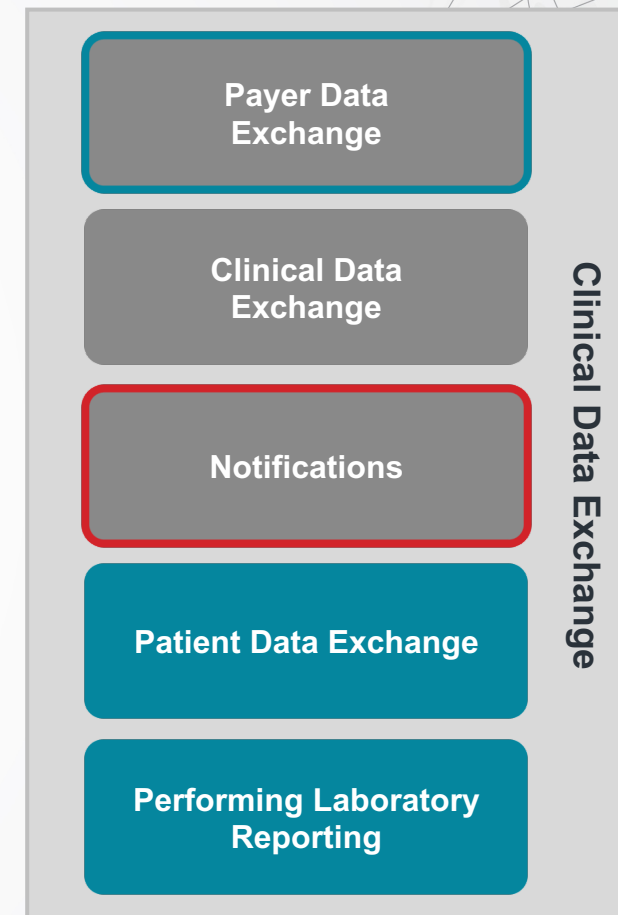 Payer Data
Exchange
Clinical Data
Exchange
Notifications
Patient Data Exchange
Performing Laboratory
Reporting
Clinical Data Exchange